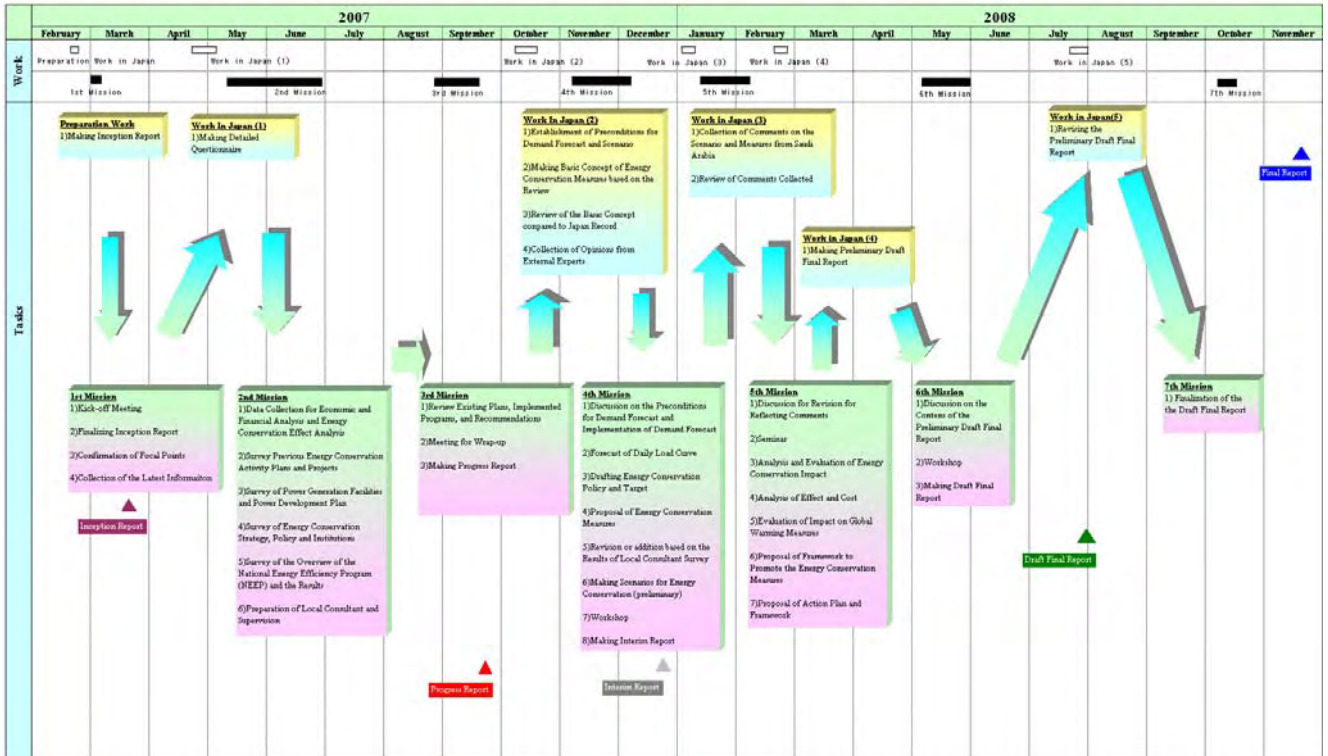 2007
2008
February
March
April
May
June
July
August
September
October
November
December
January
February
March
April
May
June
July
August
September
October
November
Work
Preparation Work in Japan
Work in Japan (1)
Work in Japan (2)
Work in Japan (3)
Work in Japan (4)
Work in Japan (5)
1st Mission
2nd Mission
3rd Mission
4th Mission
5th Mission
6th Mission
7th Mission
Tasks
Preparation Work
1)Making Inception Report
Work in Japan (1)
1)Making Detailed
Questionnaire
Work in Japan (2)
1)Establishment of Preconditions for
Demand Forecast and Scenario
2)Making Basic Concept of Energy
Conservation Measures based on the
Review
3)Review of the Basic Concept
compared to Japan Record
4)Collection of Opinions from
External Experts
Work in Japan (3)
1)Collection of Comments on the
Scenario and Measures from Saudi
Arabia
2)Review of Comments Collected
Work in Japan (4)
1)Making Preliminary Draft
Final Report
Work in Japan(5)
1)Revising the
Preliminary Draft Final
Report
Final Report
1st Mission
1)Kick-off Meeting
2)Finalizing Inception Report
3)Confirmation of Focal Points
4)Collection of the Latest Informaiton
Inception Report
2nd Mission
1)Data Collection for Economic and
Financial Analysis and Energy
Conservation Effect Analysis
2)Survey Previous Energy Conservation
Activity Plans and Projects
3)Survey of Power Generation Facilities
and Power Development Plan
4)Survey of Energy Conservation
Strategy, Policy and Institutions
5)Survey of the Overview of the
National Energy Efficiency Program
(NEEP) and the Results
6)Preparation of Local Consultant and
Supervision
3rd Mission
1)Review Existing Plans, Implemented
Programs, and Recommendations
2)Meeting for Wrap-up
3)Making Progress Report
Progress Report
4th Mission
1)Discussion on the Preconditions
for Demand Forecast and
Implementation of Demand Forecast
2)Forecast of Daily Load Curve
3)Drafting Energy Conservation
Policy and Target
4)Proposal of Energy Conservation
Measures
5)Revision or addition based on the
Results of Local Consultant Survey
6)Making Scenarios for Energy
Conservation (preliminary)
7)Workshop
8)Making Interim Report
Interim Report
5th Mission
1)Discussion for Revision for
Reflecting Comments
2)Seminar
3)Analysis and Evaluation of Energy
Conservation Impact
4)Analysis of Effect and Cost
5)Evaluation of Impact on Global
Warming Measures
6)Proposal of Framework to
Promote the Energy Conservation
Measures
7)Proposal of Action Plan and
Framework
6th Mission
1)Discussion on the
Content of the
Preliminary Draft Final
Report
2)Workshop
3)Making Draft Final
Report
Draft Final Report
7th Mission
1) Finalization of the
the Draft Final Report